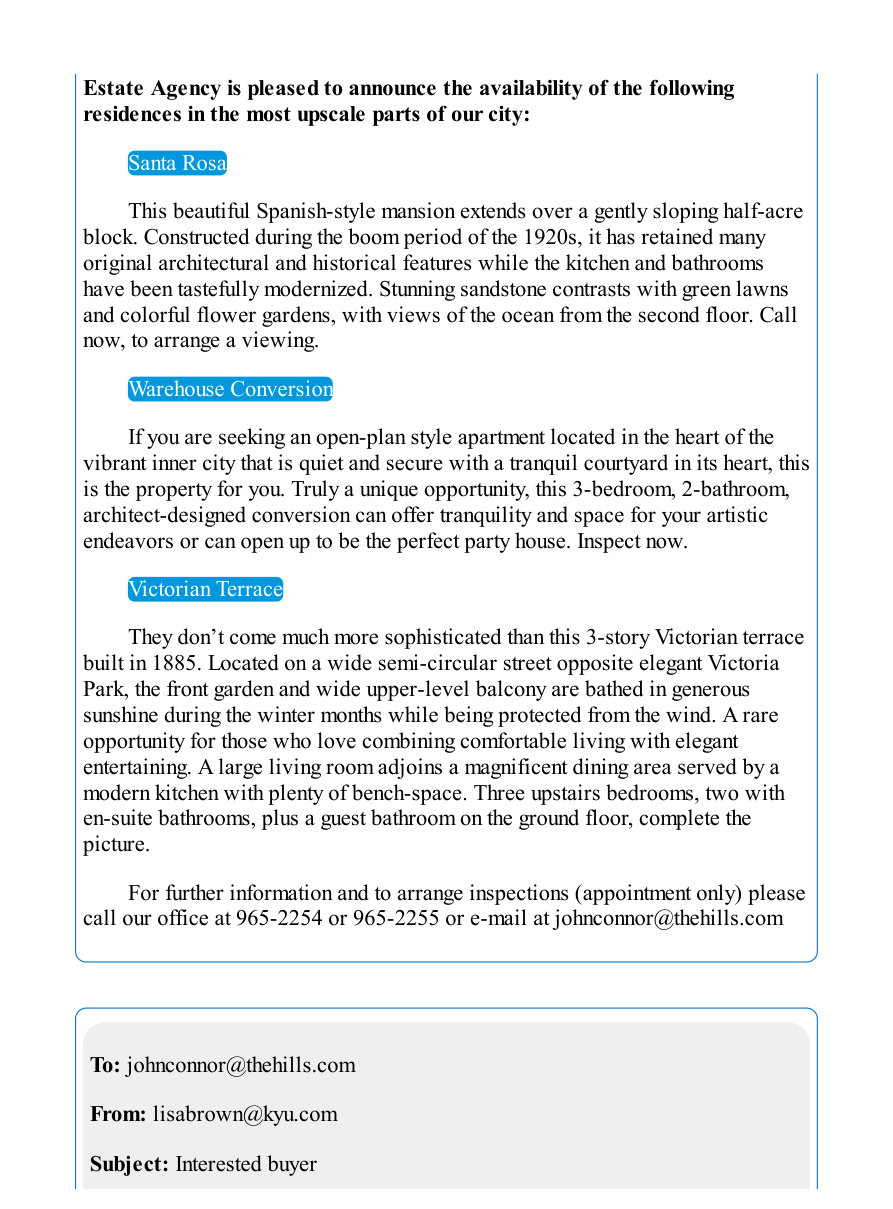 Estate Agency is pleased to announce the availability of the following
residences in the most upscale parts of our city:
Santa Rosa
This beautiful Spanish-style mansion extends over a gently sloping half-acre
block. Constructed during the boom period of the 1920s, it has retained many
original architectural and historical features while the kitchen and bathrooms
have been tastefully modernized. Stunning sandstone contrasts with green lawns
and colorful flower gardens, with views of the ocean from the second floor. Call
now, to arrange a viewing.
Warehouse Conversion
If you are seeking an open-plan style apartment located in the heart of the
vibrant inner city that is quiet and secure with a tranquil courtyard in its heart, this
is the property for you. Truly a unique opportunity, this 3-bedroom, 2-bathroom,
architect-designed conversion can offer tranquility and space for your artistic
endeavors or can open up to be the perfect party house. Inspect now.
Victorian Terrace
They don’t come much more sophisticated than this 3-story Victorian terrace
built in 1885. Located on a wide semi-circular street opposite elegant Victoria
Park, the front garden and wide upper-level balcony are bathed in generous
sunshine during the winter months while being protected from the wind. A rare
opportunity for those who love combining comfortable living with elegant
entertaining. A large living room adjoins a magnificent dining area served by a
modern kitchen with plenty of bench-space. Three upstairs bedrooms, two with
en-suite bathrooms, plus a guest bathroom on the ground floor, complete the
picture.
For further information and to arrange inspections (appointment only) please
call our office at 965-2254 or 965-2255 or e-mail at johnconnor@thehills.com
To: johnconnor@thehills.com
From: lisabrown@kyu.com
Subject: Interested buyer